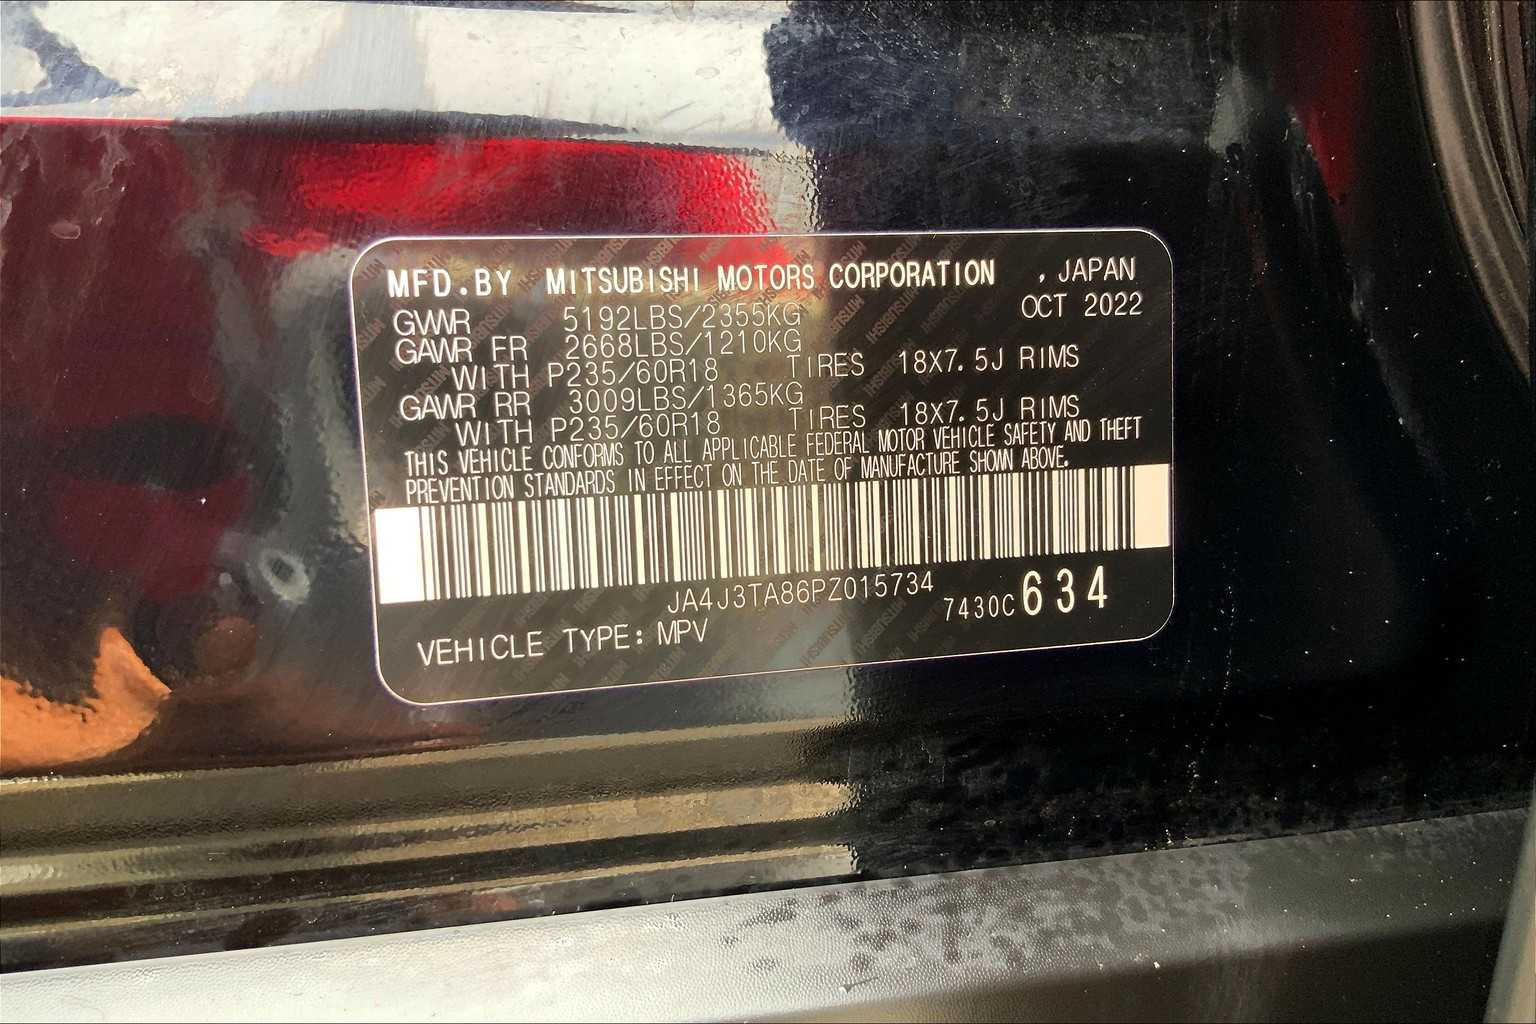 MFD.BY MITSUBISHI MOTORS CORPORATION , JAPAN
OCT 2022
GVWR 5192LBS/2355KG
GAWR FR 2668LBS/1210KG
WITH P235/60R18 TIRES 18X7.5J RIMS
GAWR RR 3009LBS/1365KG
WITH P235/60R18 TIRES 18X7.5J RIMS
THIS VEHICLE CONFORMS TO ALL APPLICABLE FEDERAL MOTOR VEHICLE SAFETY AND THEFT
PREVENTION STANDARDS IN EFFECT ON THE DATE OF MANUFACTURE SHOWN ABOVE.
JA4J3TA86PZ015734
7430C 634
VEHICLE TYPE: MPV